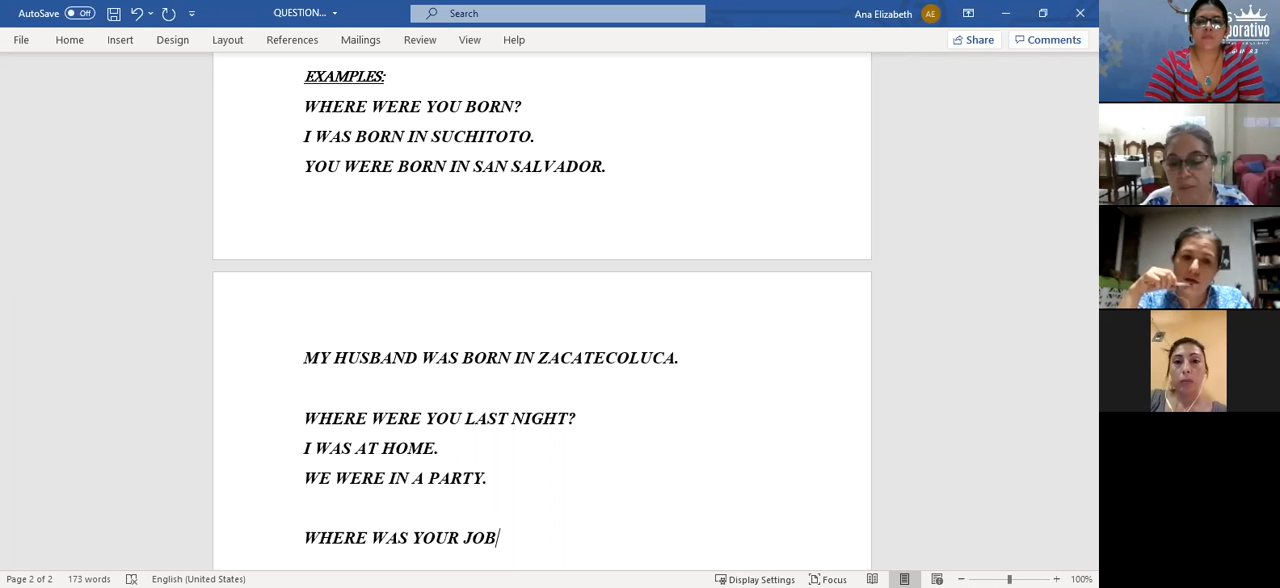 AutoSave Off QUESTION... Search Ana Elizabeth AE
File Home Insert Design Layout References Mailings Review View Help Share Comments
EXAMPLES:
WHERE WERE YOU BORN?
I WAS BORN IN SUCHITOTO.
YOU WERE BORN IN SAN SALVADOR.
MY HUSBAND WAS BORN IN ZACATECOLUCA.
WHERE WERE YOU LAST NIGHT?
I WAS AT HOME.
WE WERE IN A PARTY.
WHERE WAS YOUR JOB
Page 2 of 2 173 words English (United States) Display Settings Focus 100%